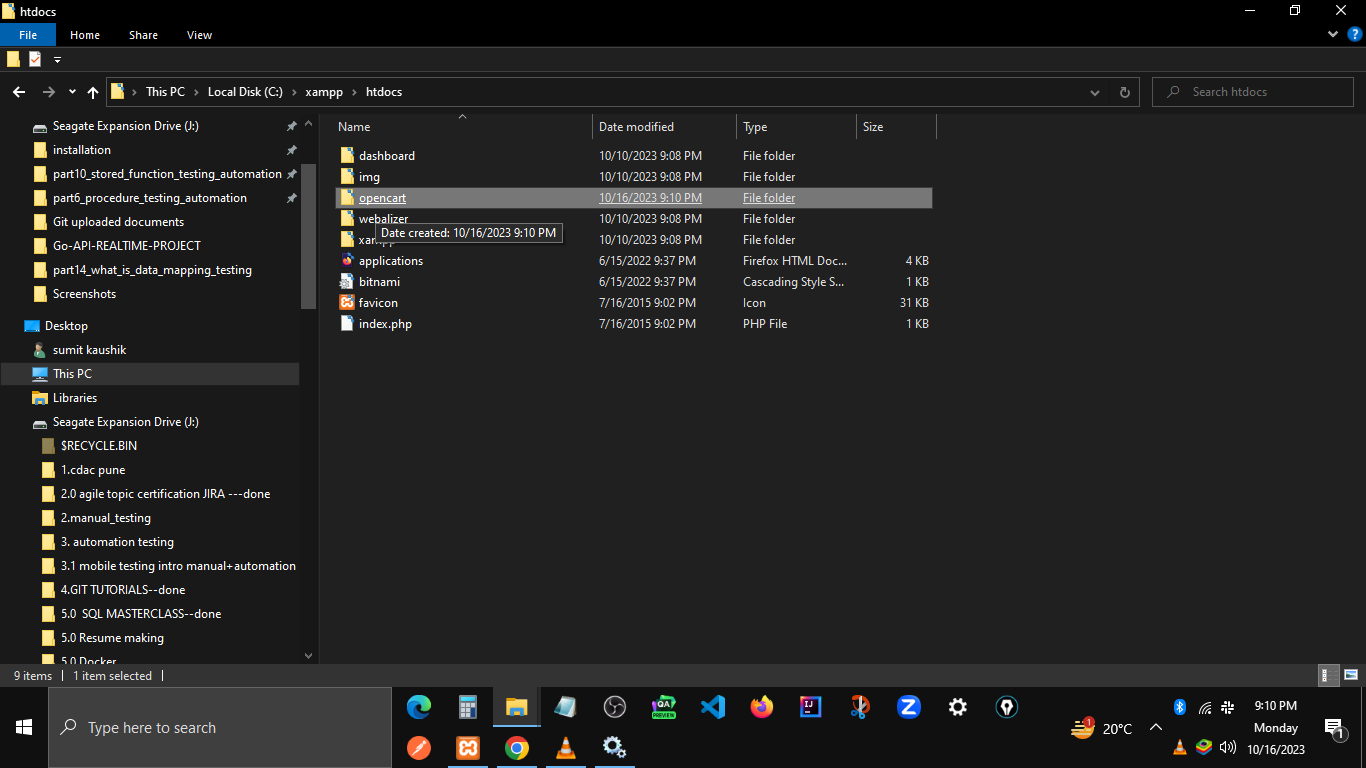 htdocs
File Home Share View
This PC Local Disk (C:) xampp htdocs
Search htdocs
Seagate Expansion Drive (J:)
installation
part10_stored_function_testing_automation
part6_procedure_testing_automation
Git uploaded documents
Go-API-REALTIME-PROJECT
part14_what_is_data_mapping_testing
Screenshots
Desktop
sumit kaushik
This PC
Libraries
Seagate Expansion Drive (J:)
$RECYCLE.BIN
1.cdac pune
2.0 agile topic certification JIRA ---done
2.manual_testing
3. automation testing
3.1 mobile testing intro manual+automation
4.GIT TUTORIALS--done
5.0 SQL MASTERCLASS--done
5.0 Resume making
5.0 Docker
Name Date modified Type Size
dashboard 10/10/2023 9:08 PM File folder
img 10/10/2023 9:08 PM File folder
opencart 10/16/2023 9:10 PM File folder
webalizer 10/10/2023 9:08 PM File folder
Date created: 10/16/2023 9:10 PM
xampp 10/10/2023 9:08 PM File folder
applications 6/15/2022 9:37 PM Firefox HTML Doc... 4 KB
bitnami 6/15/2022 9:37 PM Cascading Style S... 1 KB
favicon 7/16/2015 9:02 PM Icon 31 KB
index.php 7/16/2015 9:02 PM PHP File 1 KB
9 items 1 item selected
Type here to search
PREVIEW
IJ
1
20°C
9:10 PM
Monday
10/16/2023
1